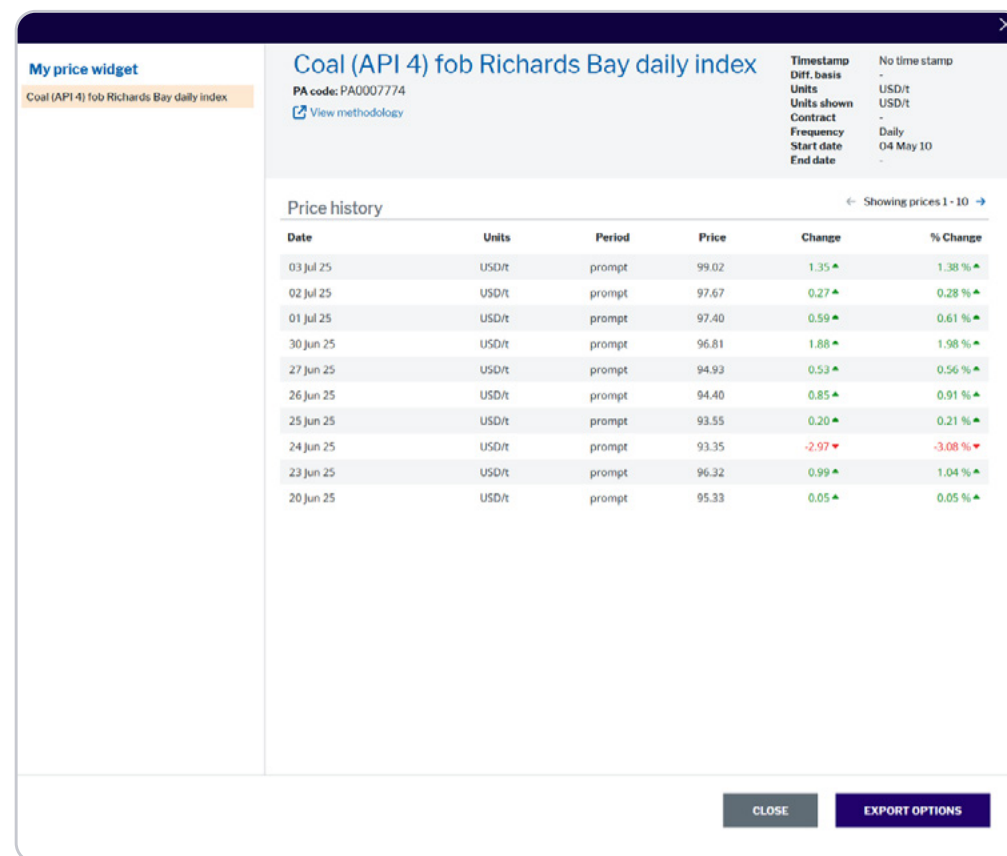 My price widget
Coal (API 4) fob Richards Bay daily index
Coal (API 4) fob Richards Bay daily index
PA code: PA0007774
View methodology
Timestamp No time stamp
Diff. basis -
Units USD/t
Units shown USD/t
Contract -
Frequency Daily
Start date 04 May 10
End date -
Price history
← Showing prices 1 - 10 →
Date Units Period Price Change % Change
03 Jul 25 USD/t prompt 99.02 1.35 ▲ 1.38 % ▲
02 Jul 25 USD/t prompt 97.67 0.27 ▲ 0.28 % ▲
01 Jul 25 USD/t prompt 97.40 0.59 ▲ 0.61 % ▲
30 Jun 25 USD/t prompt 96.81 1.88 ▲ 1.98 % ▲
27 Jun 25 USD/t prompt 94.93 0.53 ▲ 0.56 % ▲
26 Jun 25 USD/t prompt 94.40 0.85 ▲ 0.91 % ▲
25 Jun 25 USD/t prompt 93.55 0.20 ▲ 0.21 % ▲
24 Jun 25 USD/t prompt 93.35 -2.97 ▼ -3.08 % ▼
23 Jun 25 USD/t prompt 96.32 0.99 ▲ 1.04 % ▲
20 Jun 25 USD/t prompt 95.33 0.05 ▲ 0.05 % ▲
CLOSE
EXPORT OPTIONS